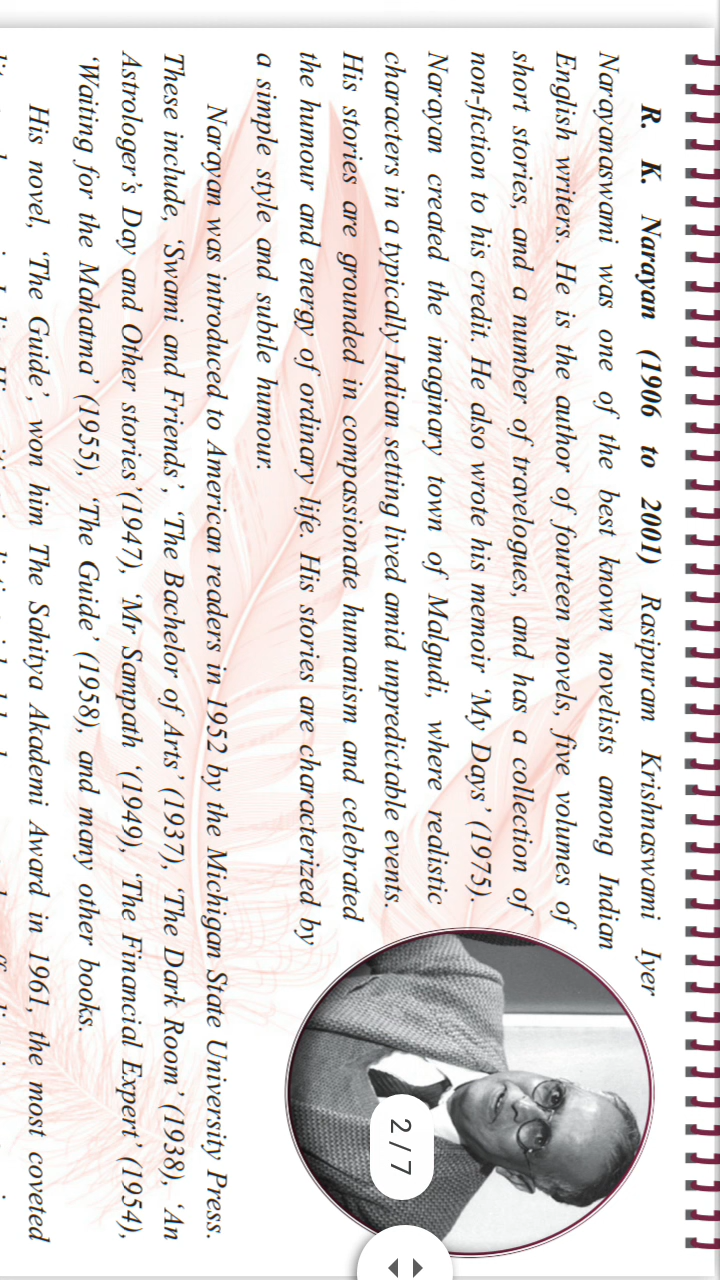 R. K. Narayan (1906 to 2001) Rasipuram Krishnaswami Iyer
Narayanaswami was one of the best known novelists among Indian
English writers. He is the author of fourteen novels, five volumes of
short stories, and a number of travelogues, and has a collection of
non-fiction to his credit. He also wrote his memoir ‘My Days’ (1975).
Narayan created the imaginary town of Malgudi, where realistic
characters in a typically Indian setting lived amid unpredictable events.
His stories are grounded in compassionate humanism and celebrated
the humour and energy of ordinary life. His stories are characterized by
a simple style and subtle humour.
Narayan was introduced to American readers in 1952 by the Michigan State University Press.
These include, ‘Swami and Friends’, ‘The Bachelor of Arts’ (1937), ‘The Dark Room’ (1938), ‘An
Astrologer’s Day and Other stories’(1947), ‘Mr Sampath ‘(1949), ‘The Financial Expert’ (1954),
‘Waiting for the Mahatma’ (1955), ‘The Guide’ (1958), and many other books.
His novel, ‘The Guide’, won him The Sahitya Akademi Award in 1961, the most coveted
2 / 7